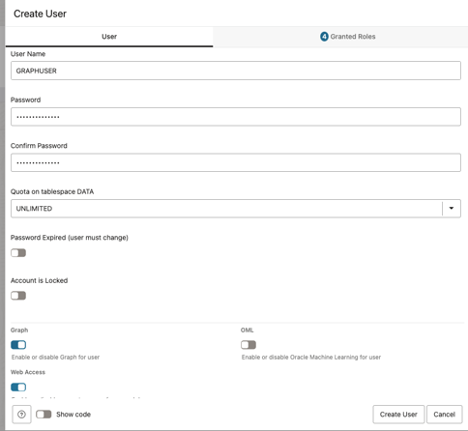 Create User
User
4 Granted Roles
User Name
GRAPHUSER
Password
••••••••••••••
Confirm Password
••••••••••••••
Quota on tablespace DATA
UNLIMITED
Password Expired (user must change)
Account is Locked
Graph
OML
Enable or disable Graph for user
Enable or disable Oracle Machine Learning for user
Web Access
? Show code
Create User
Cancel